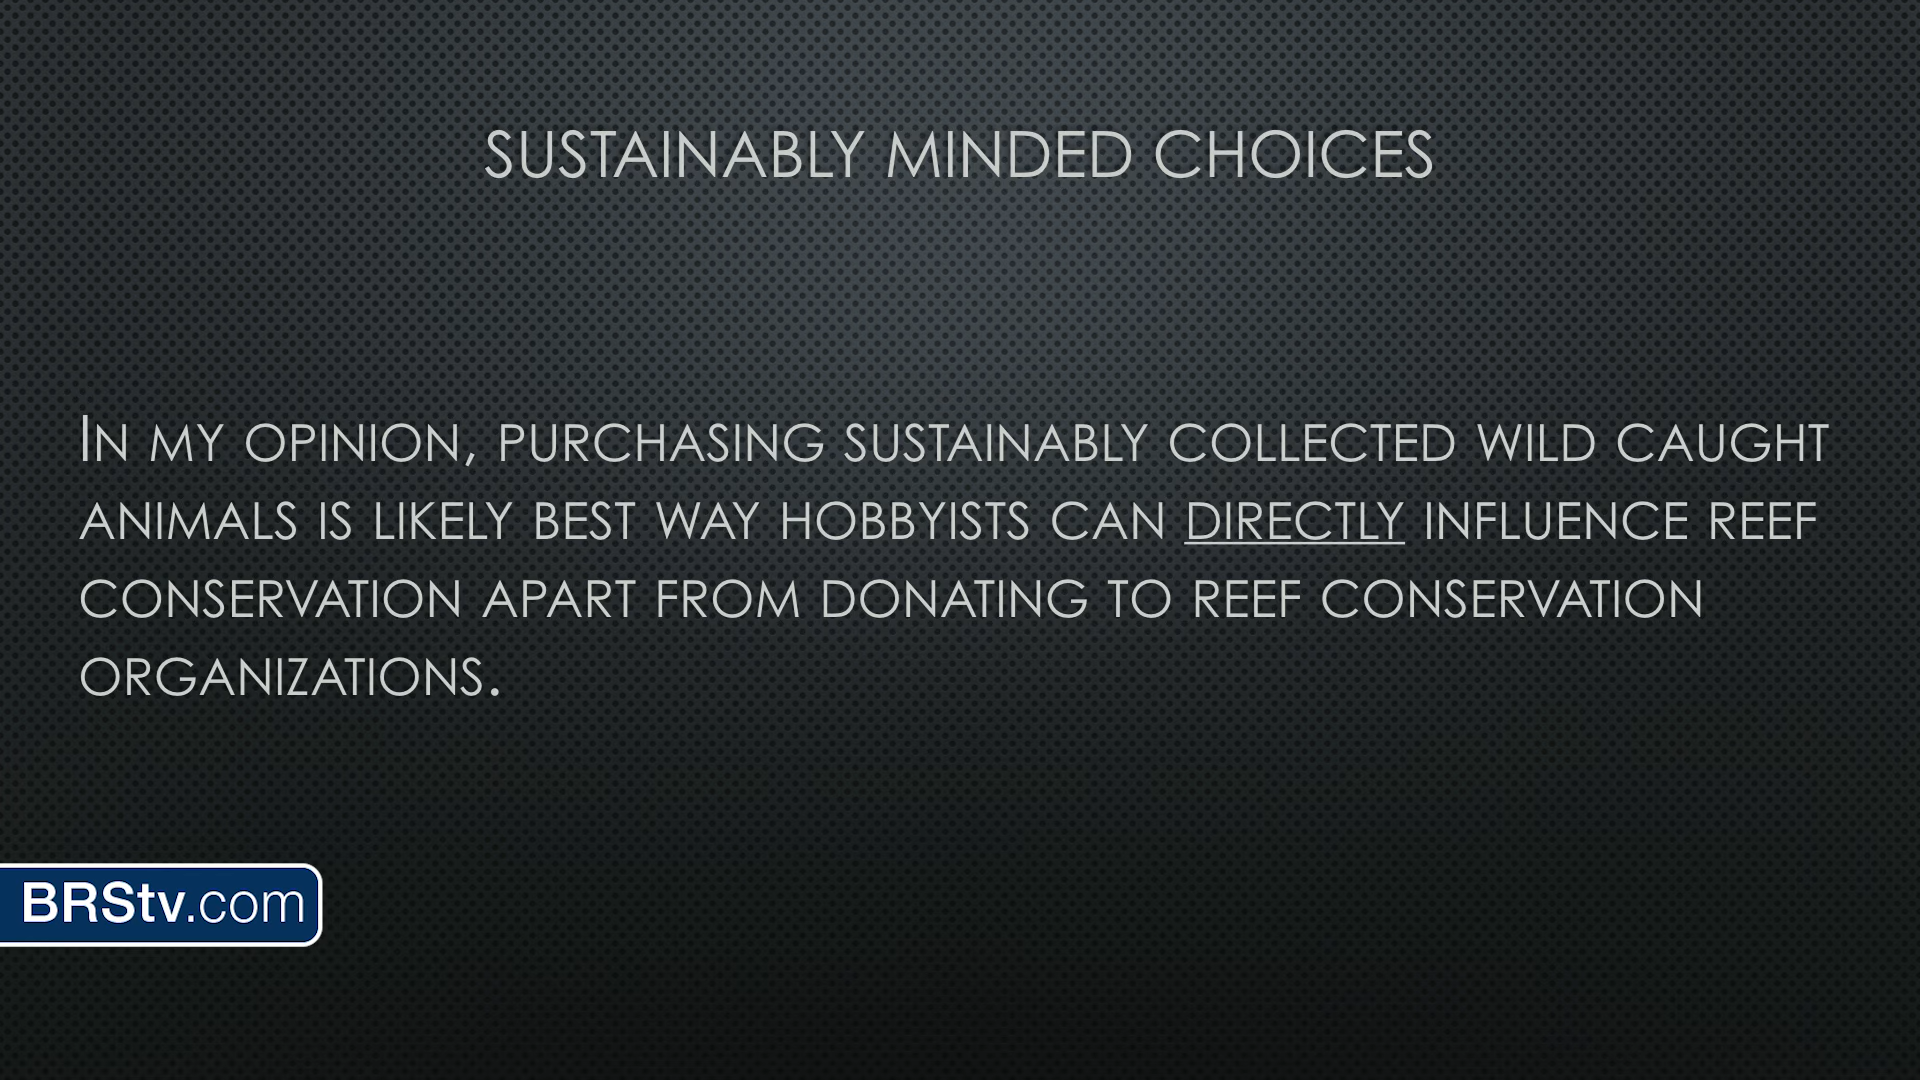 SUSTAINABLY MINDED CHOICES
IN MY OPINION, PURCHASING SUSTAINABLY COLLECTED WILD CAUGHT
ANIMALS IS LIKELY BEST WAY HOBBYISTS CAN DIRECTLY INFLUENCE REEF
CONSERVATION APART FROM DONATING TO REEF CONSERVATION
ORGANIZATIONS.
BRStv.com